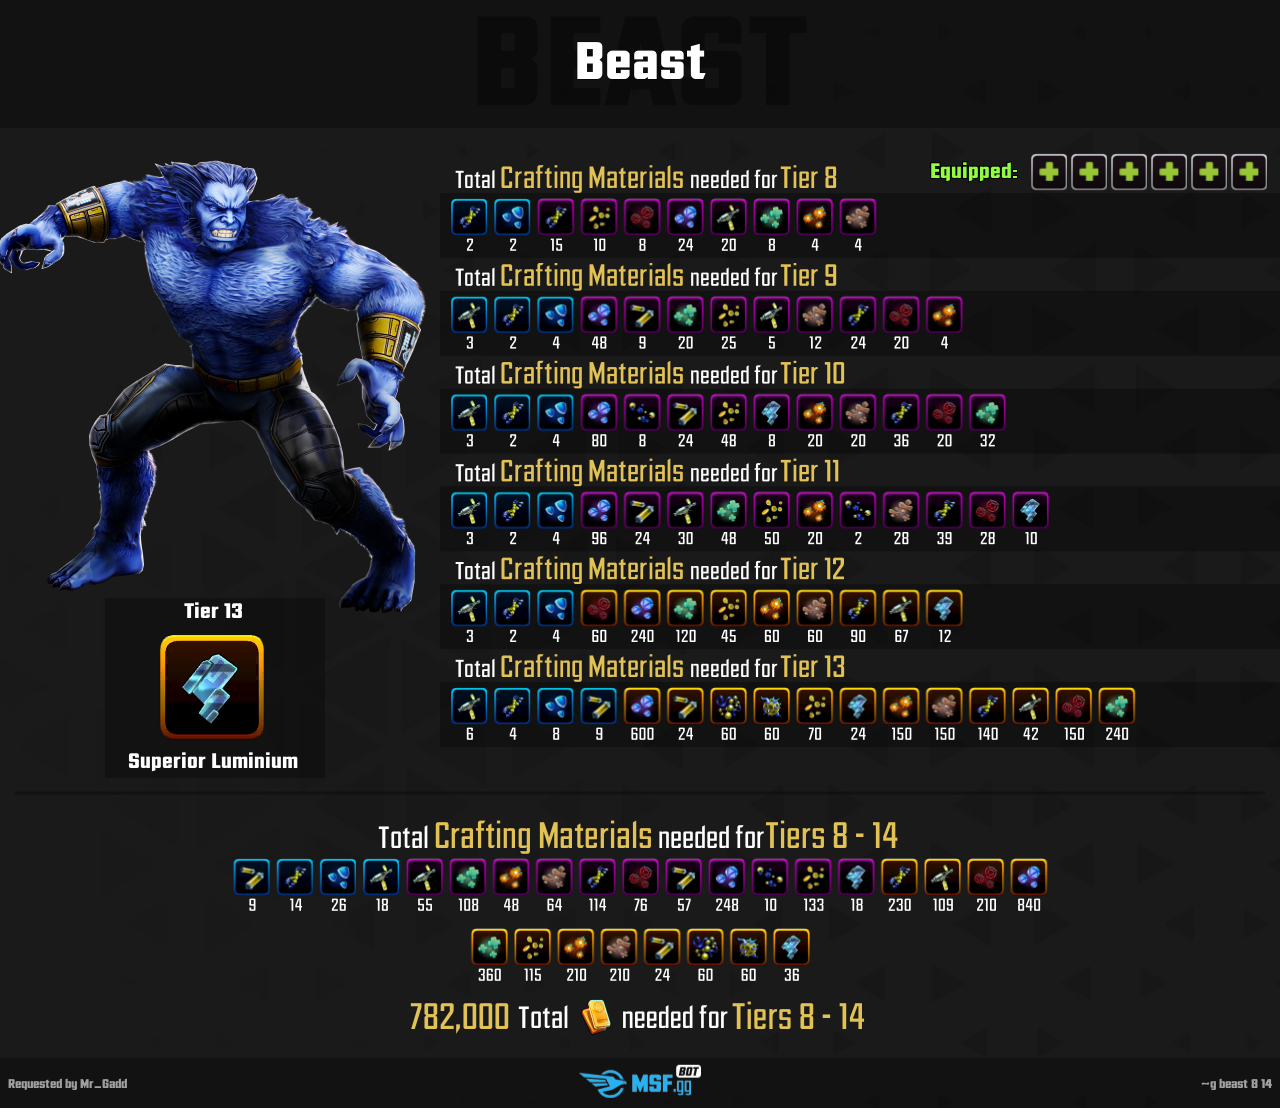 BEAST
Beast
Equipped:
Total Crafting Materials needed for Tier 8
2 2 15 10 8 24 20 8 4 4
Total Crafting Materials needed for Tier 9
3 2 4 48 9 20 25 5 12 24 20 4
Total Crafting Materials needed for Tier 10
3 2 4 80 8 24 48 8 20 20 36 20 32
Total Crafting Materials needed for Tier 11
3 2 4 96 24 30 48 50 20 2 28 39 28 10
Total Crafting Materials needed for Tier 12
3 2 4 60 240 120 45 60 60 90 67 12
Total Crafting Materials needed for Tier 13
6 4 8 9 600 24 60 60 70 24 150 150 140 42 150 240
Tier 13
Superior Luminium
Total Crafting Materials needed for Tiers 8 - 14
9 14 26 18 55 108 48 64 114 76 57 248 10 133 18 230 109 210 840
360 115 210 210 24 60 60 36
782,000 Total needed for Tiers 8 - 14
Requested by Mr_Gadd
MSF.gg BOT
~g beast 8 14